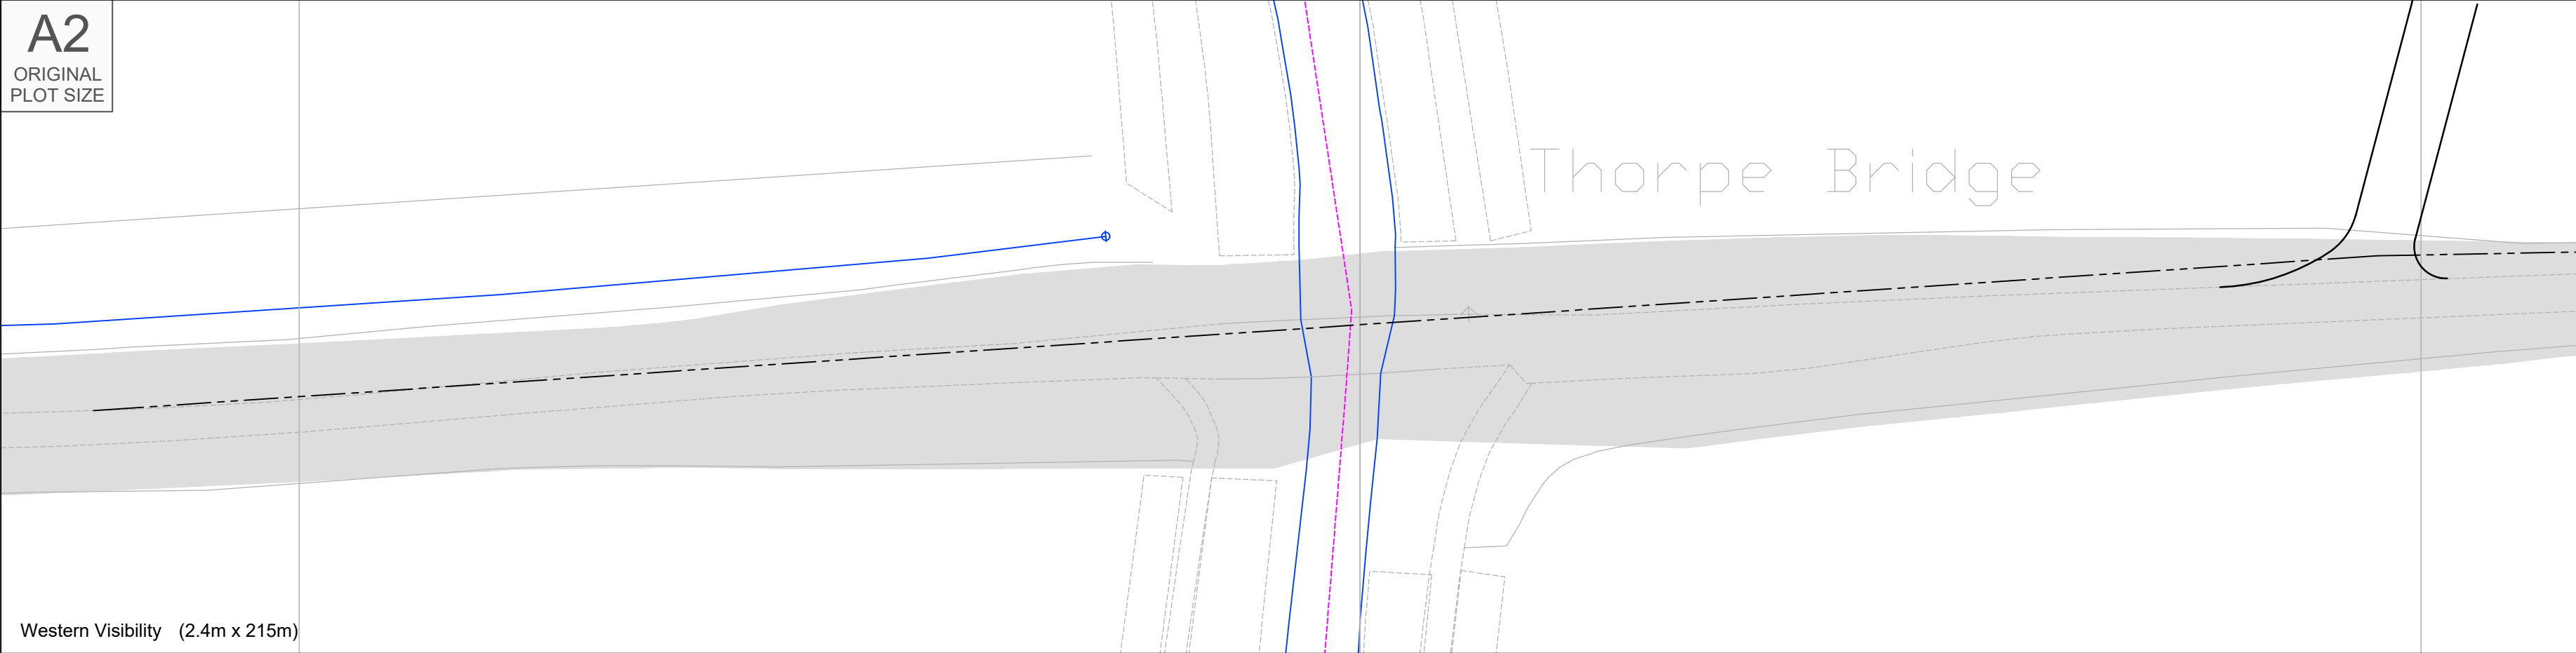 A2
ORIGINAL
PLOT SIZE
Thorpe Bridge
Western Visibility (2.4m x 215m)